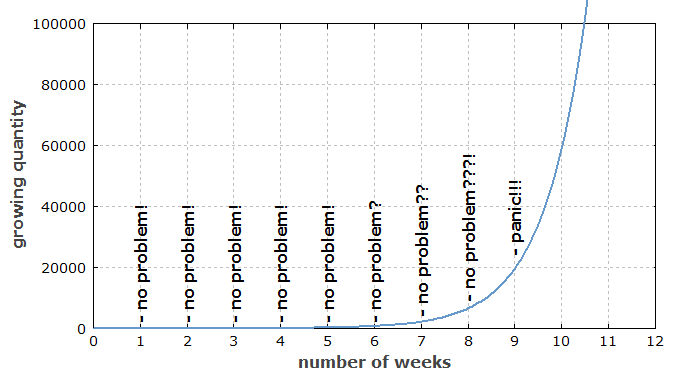 100000
80000
60000
40000
20000
0
growing quantity
- no problem!
- no problem!
- no problem!
- no problem!
- no problem!
- no problem?
- no problem??
- no problem???!
- panic!!!
0 1 2 3 4 5 6 7 8 9 10 11 12
number of weeks